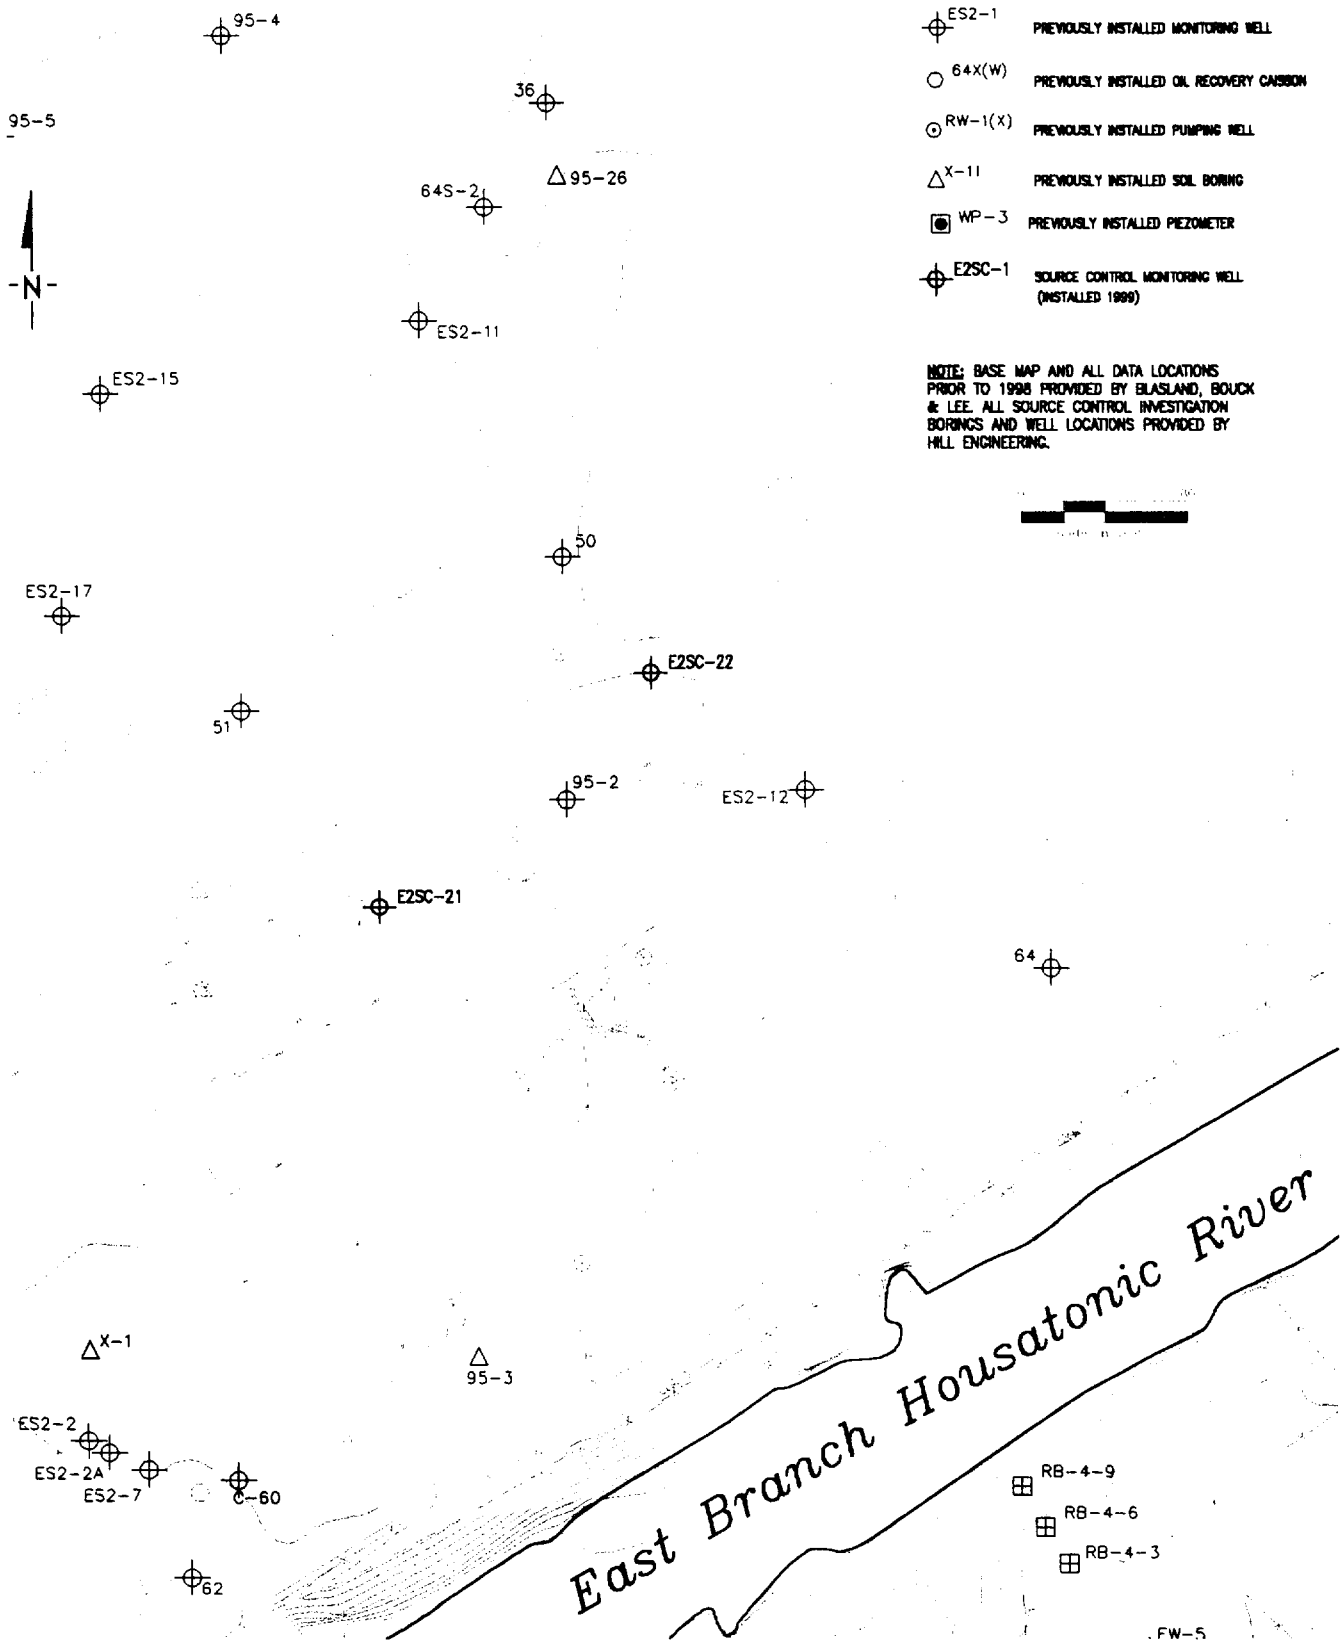 95-4
ES2-1 PREVIOUSLY INSTALLED MONITORING WELL
64X(W) PREVIOUSLY INSTALLED OIL RECOVERY CAISSON
36
95-5
RW-1(X) PREVIOUSLY INSTALLED PUMPING WELL
95-26
X-11 PREVIOUSLY INSTALLED SOIL BORING
64S-2
WP-3 PREVIOUSLY INSTALLED PIEZOMETER
-N-
E2SC-1 SOURCE CONTROL MONITORING WELL
(INSTALLED 1999)
ES2-11
ES2-15
NOTE: BASE MAP AND ALL DATA LOCATIONS
PRIOR TO 1998 PROVIDED BY BLASLAND, BOUCK
& LEE. ALL SOURCE CONTROL INVESTIGATION
BORINGS AND WELL LOCATIONS PROVIDED BY
HILL ENGINEERING.
50
ES2-17
E2SC-22
51
95-2
ES2-12
E2SC-21
64
East Branch Housatonic River
X-1
95-3
ES2-2
ES2-2A
ES2-7
C-60
RB-4-9
RB-4-6
RB-4-3
62
EW-5